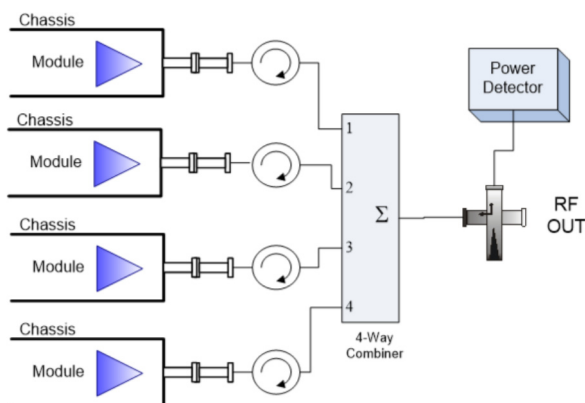 Chassis
Module
Chassis
Module
Chassis
Module
Chassis
Module
1
2
3
4
Σ
4-Way
Combiner
Power
Detector
RF
OUT